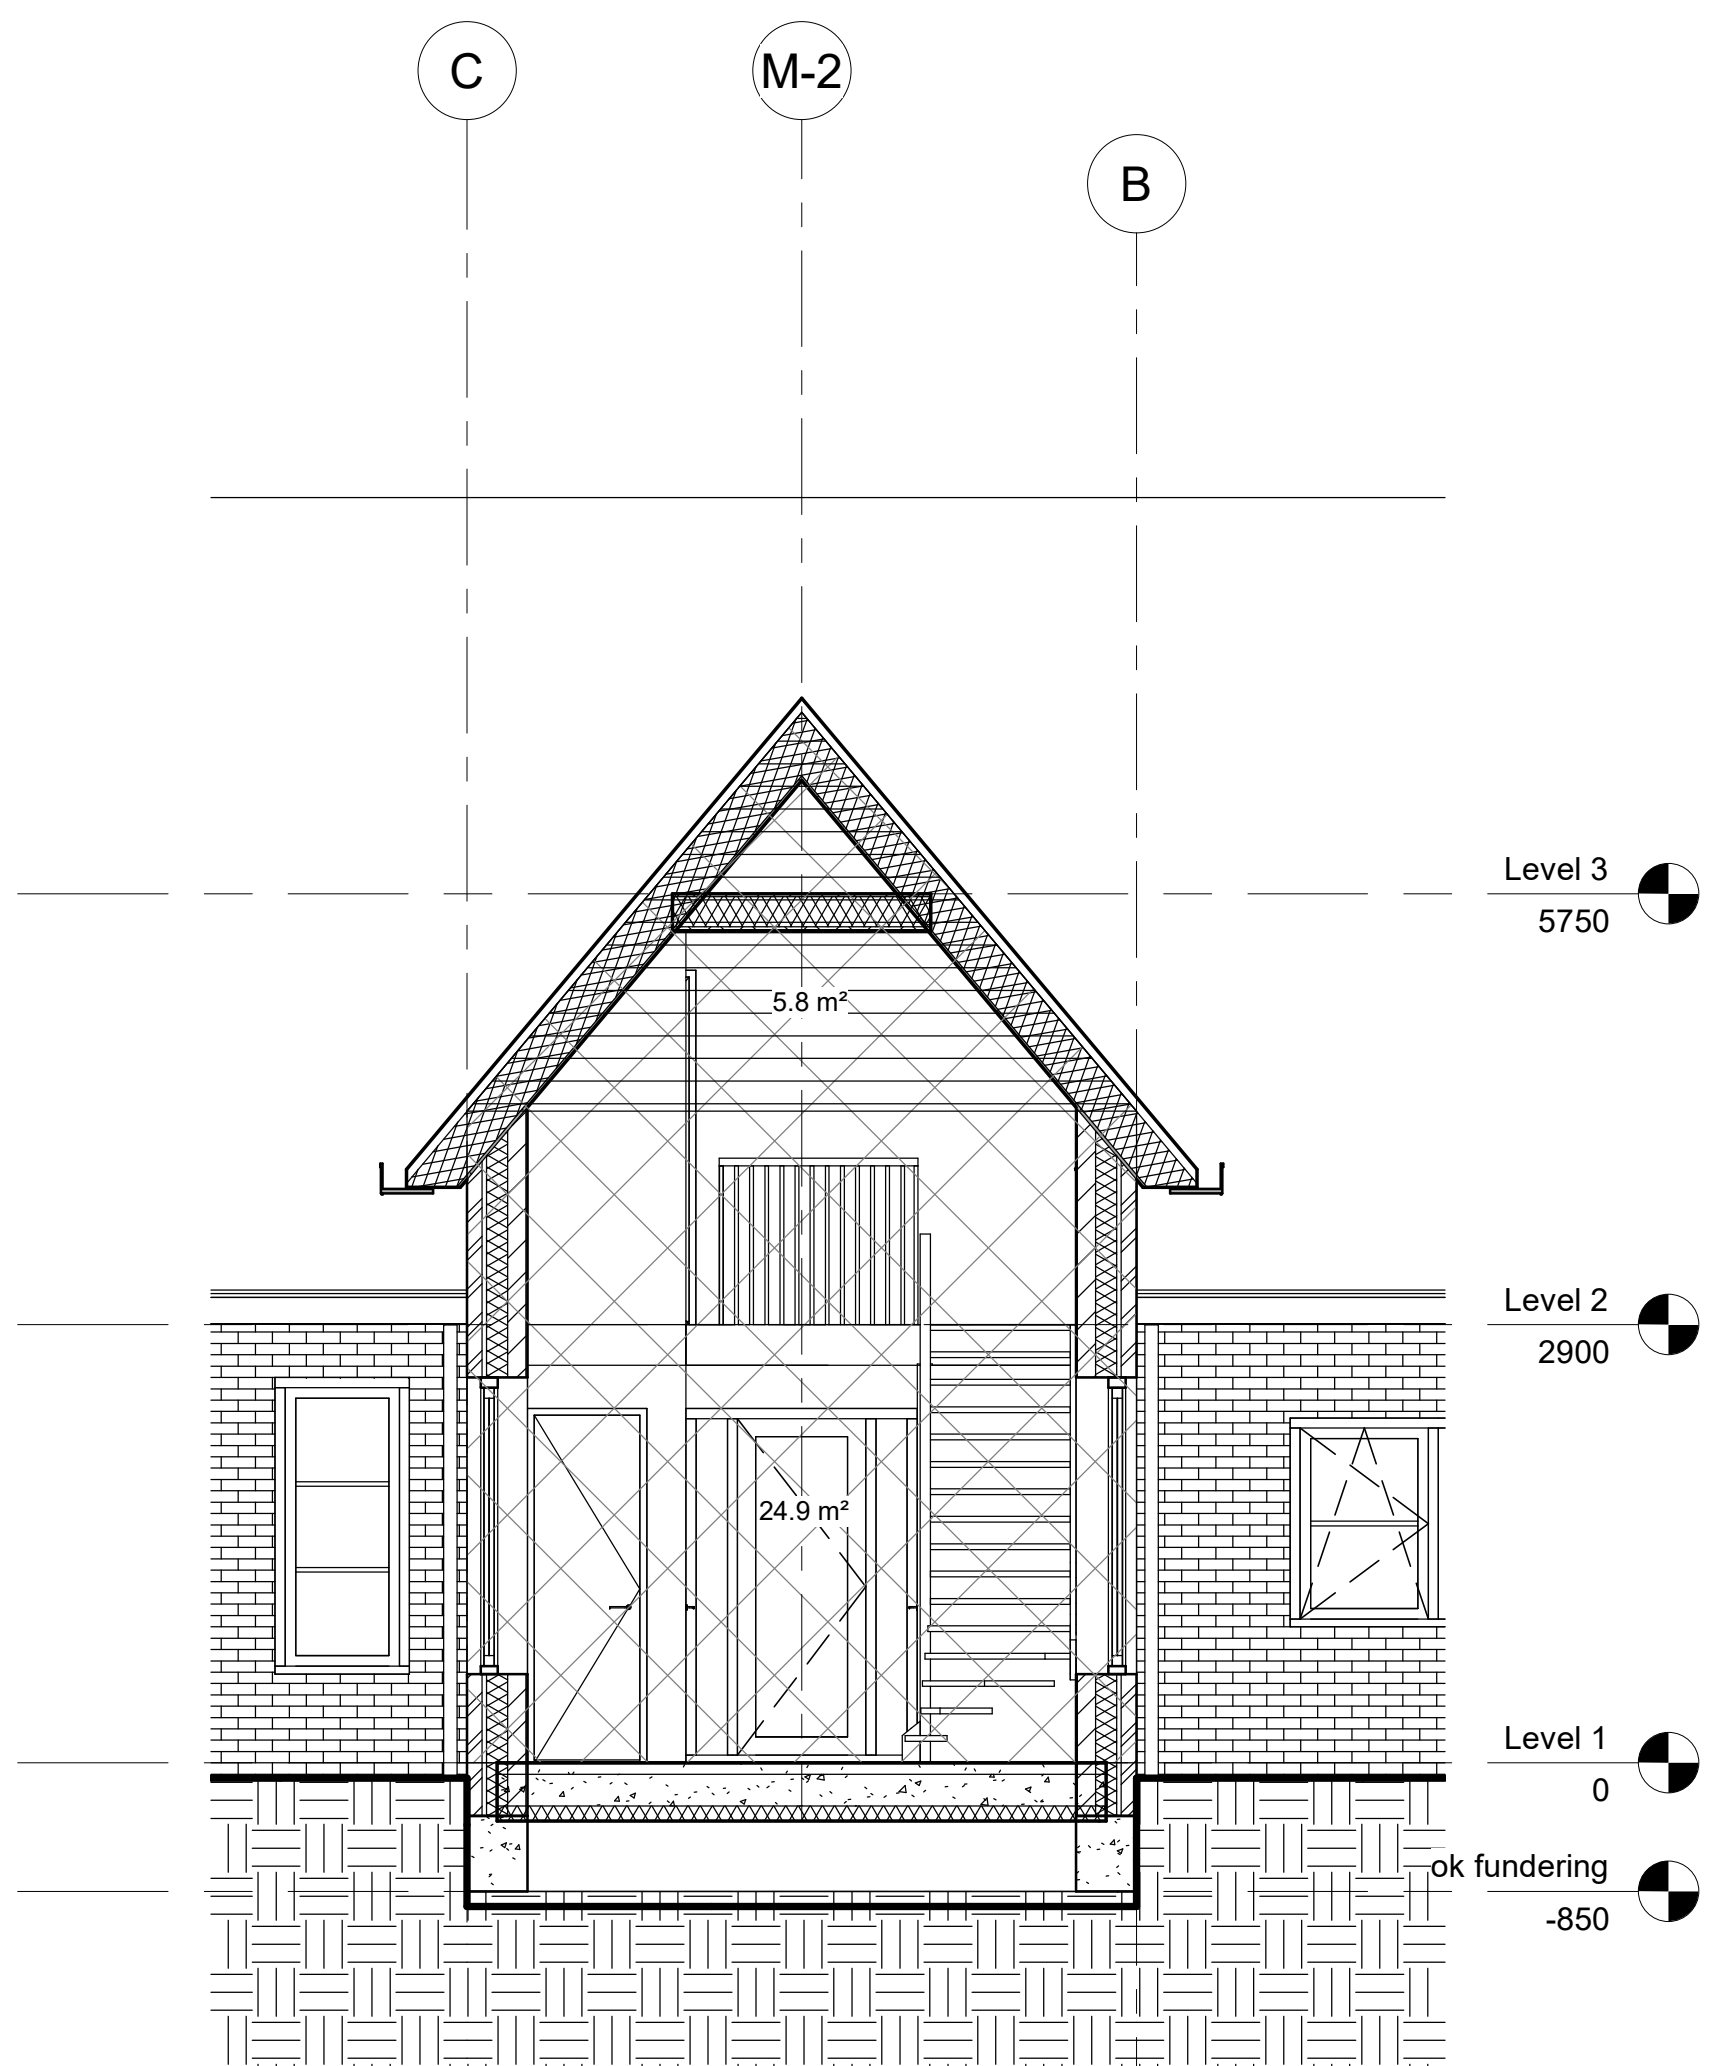 C
M-2
B
Level 3
5750
5.8 m²
Level 2
2900
24.9 m²
Level 1
0
ok fundering
-850